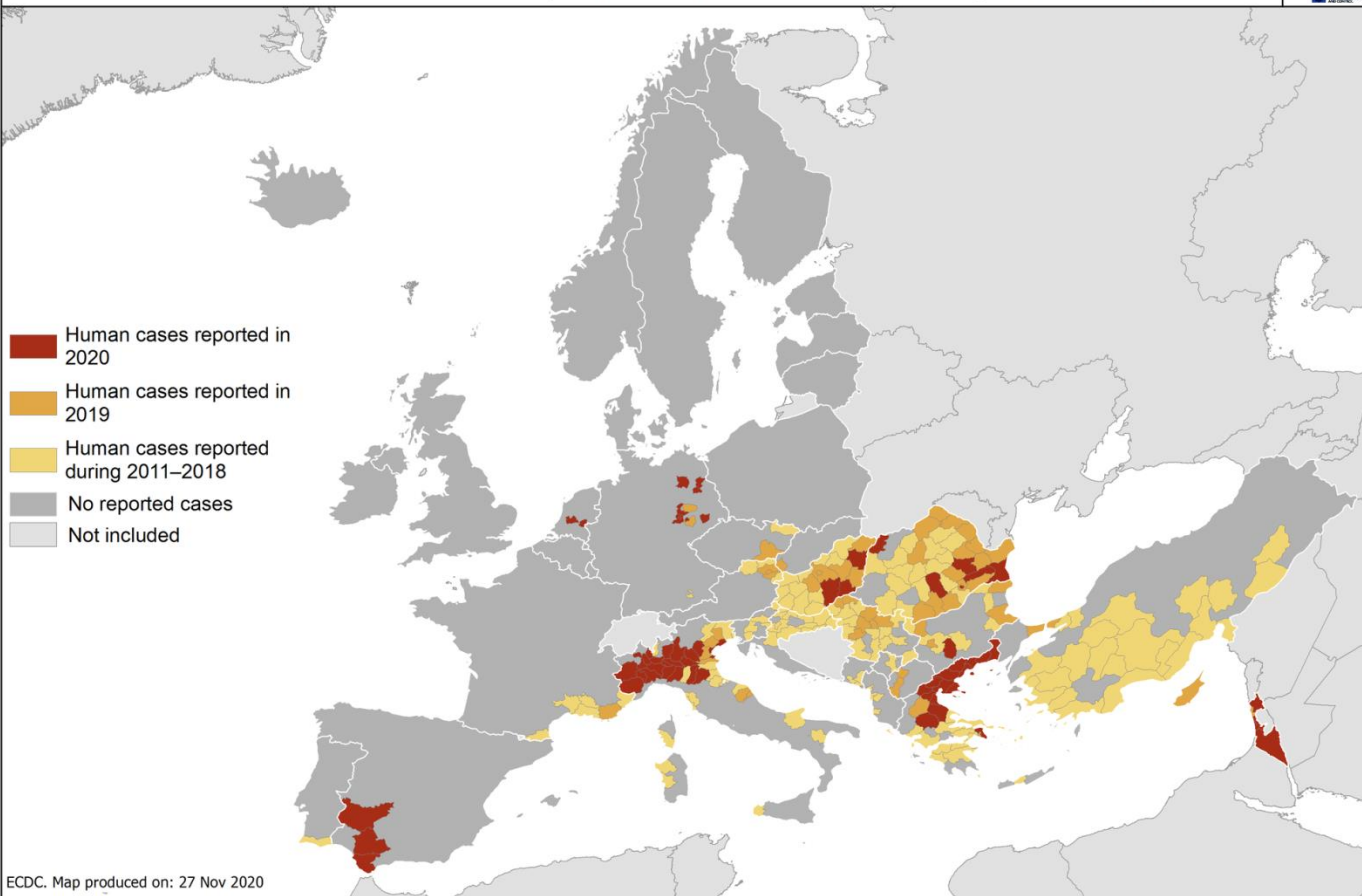 Human cases reported in
2020
Human cases reported in
2019
Human cases reported
during 2011–2018
No reported cases
Not included
ECDC. Map produced on: 27 Nov 2020